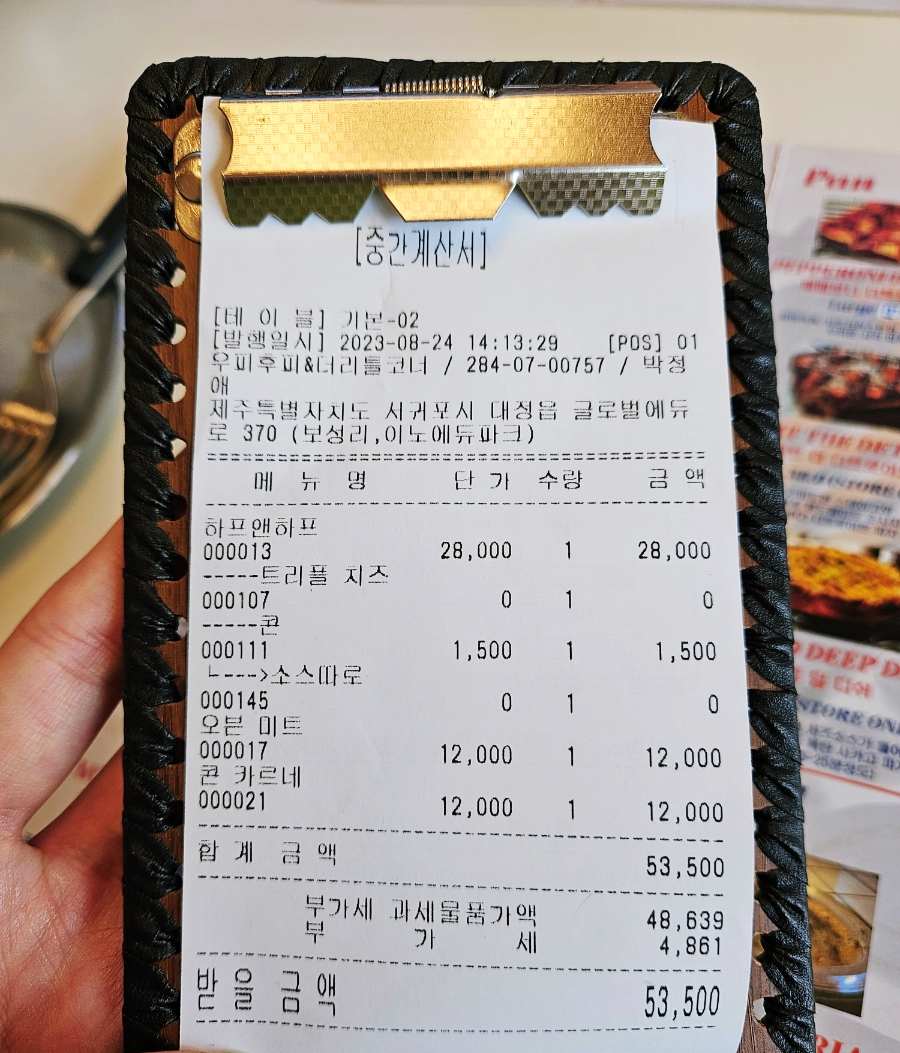 [중간계산서]
[테 이 블] 기본-02
[발행일시] 2023-08-24 14:13:29 [POS] 01
우피후피&더리틀코너 / 284-07-00757 / 박정
애
제주특별자치도 서귀포시 대정읍 글로벌에듀
로 370 (보성리,이노에듀파크)
메 뉴 명 단 가 수량 금 액
하프앤하프
000013 28,000 1 28,000
-----트리플 치즈
000107 0 1 0
-----콘
000111 1,500 1 1,500
ㄴ---->소스따로
000145 0 1 0
오븐 미트
000017 12,000 1 12,000
콘 카르네
000021 12,000 1 12,000
합 계 금 액 53,500
부가세 과세물품가액 48,639
부 가 세 4,861
받 을 금 액 53,500
Pan
DEEP D
STORE ONL